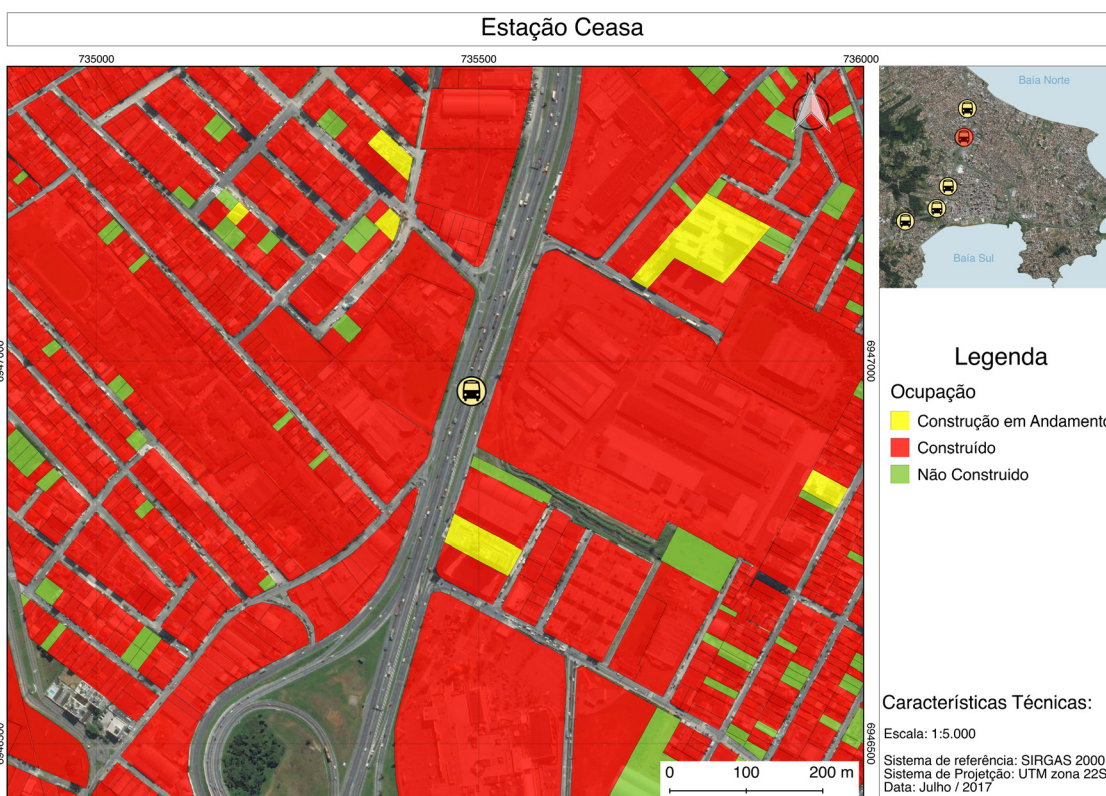 Estação Ceasa
735000
735500
736000
N
Baía Norte
Baía Sul
6947000
Legenda
Ocupação
Construção em Andamento
Construído
Não Construido
6946500
0 100 200 m
Características Técnicas:
Escala: 1:5.000
Sistema de referência: SIRGAS 2000
Sistema de Projetção: UTM zona 22S
Data: Julho / 2017